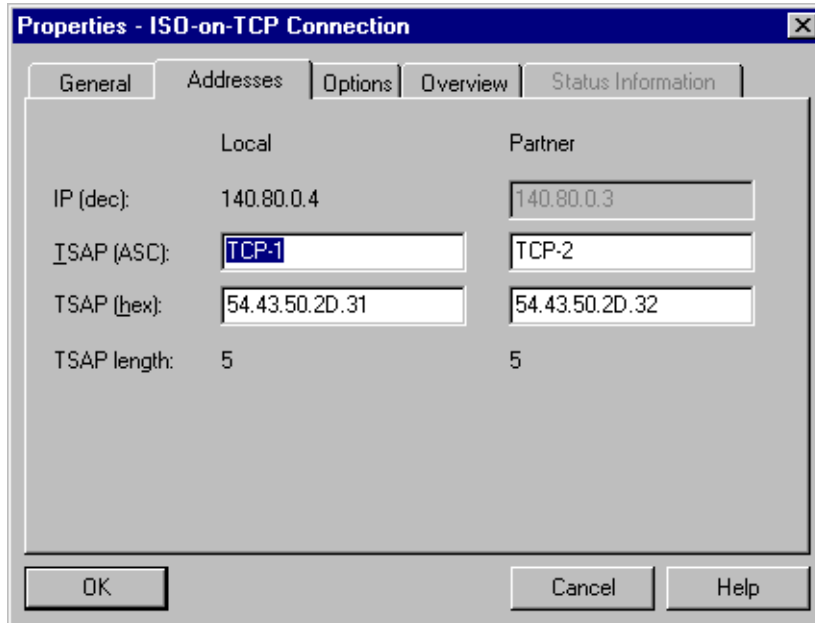 Properties - ISO-on-TCP Connection
General Addresses Options Overview Status Information
Local Partner
IP (dec): 140.80.0.4 140.80.0.3
TSAP (ASC): TCP-1 TCP-2
TSAP (hex): 54.43.50.2D.31 54.43.50.2D.32
TSAP length: 5 5
OK Cancel Help